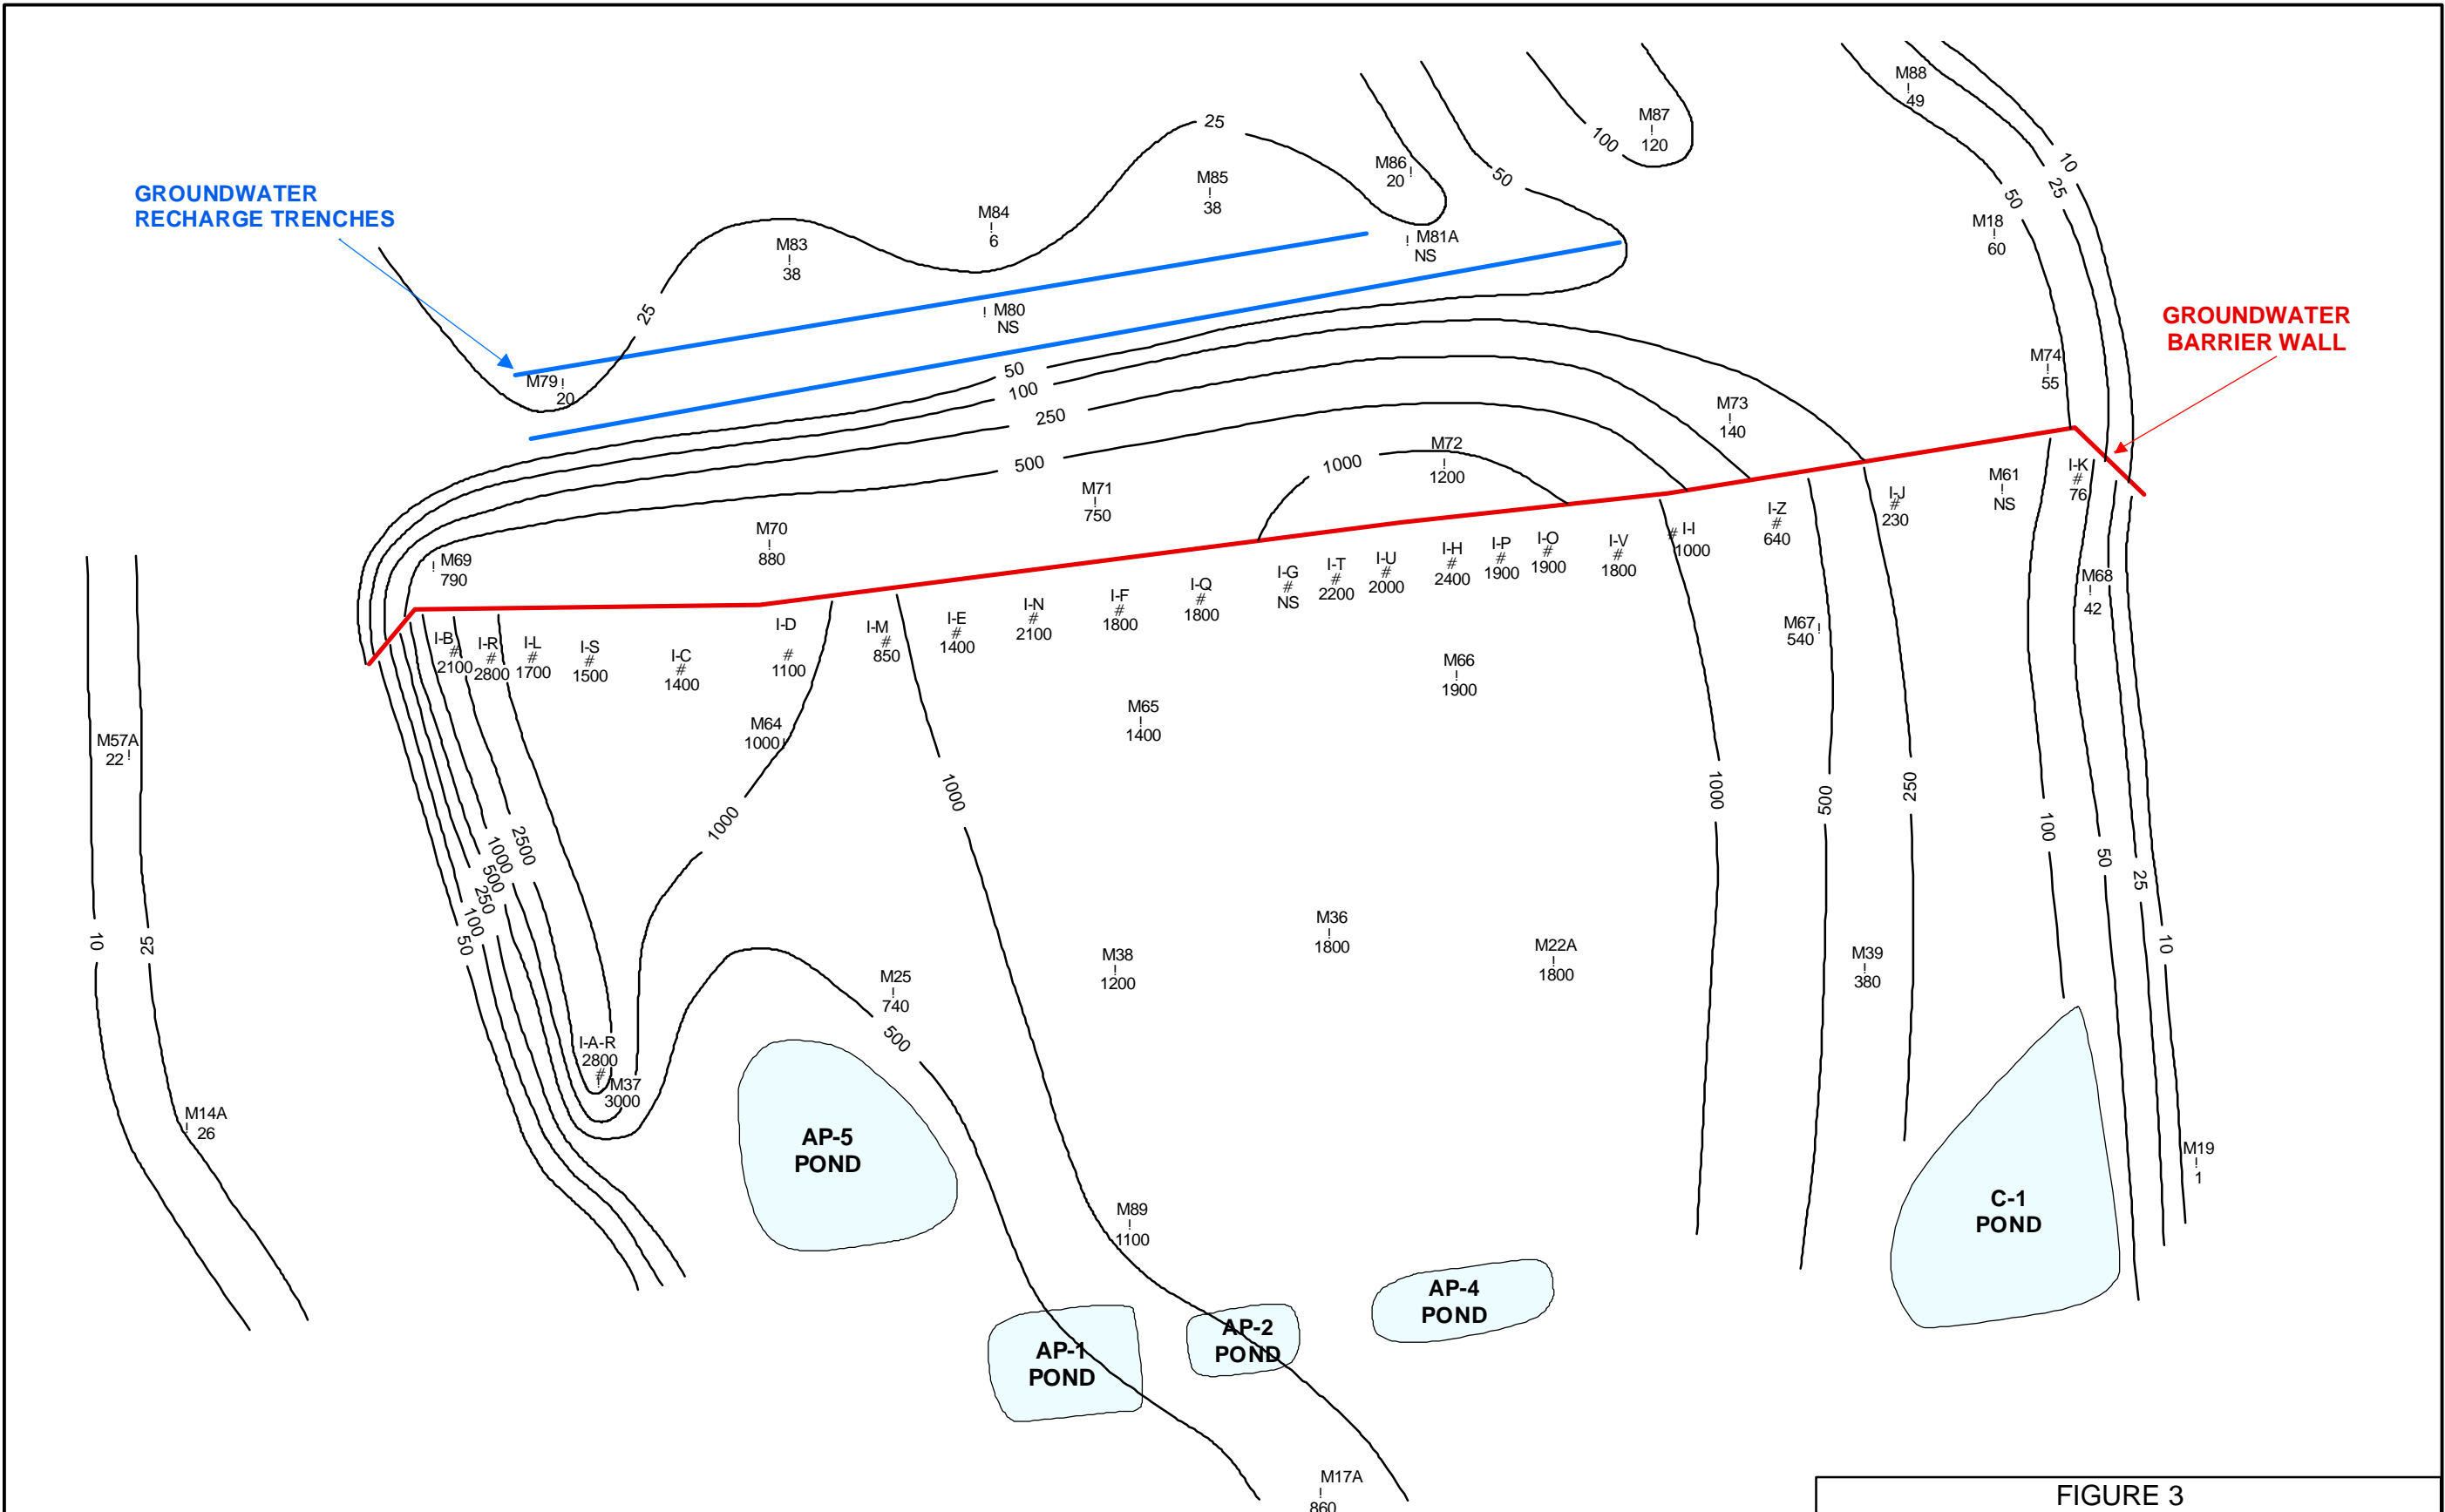 M88
!
49
M87
!
120
100
25
M86 !
20
50
10
25
50
GROUNDWATER
RECHARGE TRENCHES
M85
!
38
M84
!
6
M83
!
38
M18
!
60
! M81A
NS
25
! M80
NS
GROUNDWATER
BARRIER WALL
M79 !
20
M74
!
55
50
100
250
500
M73
!
140
M72
!
1200
1000
M71
!
750
M70
!
880
! M69
790
M61
!
NS
I-K
#
76
I-J
#
230
I-Z
#
640
# I-I
1000
I-V
#
1800
I-O
#
1900
I-P
#
1900
I-H
#
2400
I-U
#
2000
I-T
#
2200
I-G
#
NS
I-Q
#
1800
I-F
#
1800
I-N
#
2100
I-E
#
1400
I-M
#
850
I-D
#
1100
I-C
#
1400
I-S
#
1500
I-L
#
1700
I-R
#
2800
I-B
#
2100
M68
!
42
M67 !
540
M66
!
1900
M65
!
1400
M64
1000 !
M57A
22 !
1000
1000
1000
500
250
100
50
25
10
2500
1000
500
250
100
50
10
25
M36
!
1800
M22A
!
1800
M38
!
1200
M39
!
380
M25
!
740
500
I-A-R
2800
#
! M37
3000
M14A
!
26
AP-5
POND
M19
!
1
C-1
POND
M89
!
1100
AP-4
POND
AP-2
POND
AP-1
POND
M17A
!
860
FIGURE 3